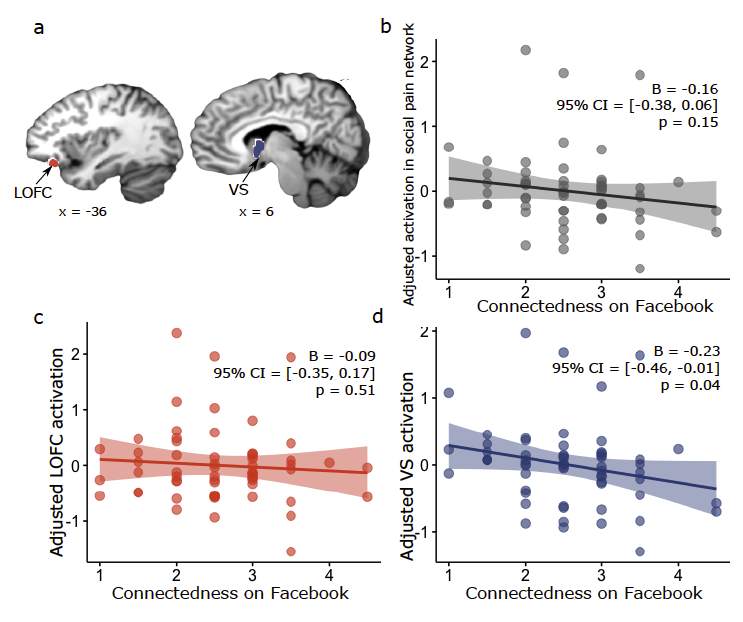 a
LOFC
x = -36
VS
x = 6
b
Adjusted activation in social pain network
2
1
0
-1
B = -0.16
95% CI = [-0.38, 0.06]
p = 0.15
1
2
3
4
Connectedness on Facebook
c
Adjusted LOFC activation
2
1
0
-1
B = -0.09
95% CI = [-0.35, 0.17]
p = 0.51
1
2
3
4
Connectedness on Facebook
d
Adjusted VS activation
2
1
0
-1
B = -0.23
95% CI = [-0.46, -0.01]
p = 0.04
1
2
3
4
Connectedness on Facebook